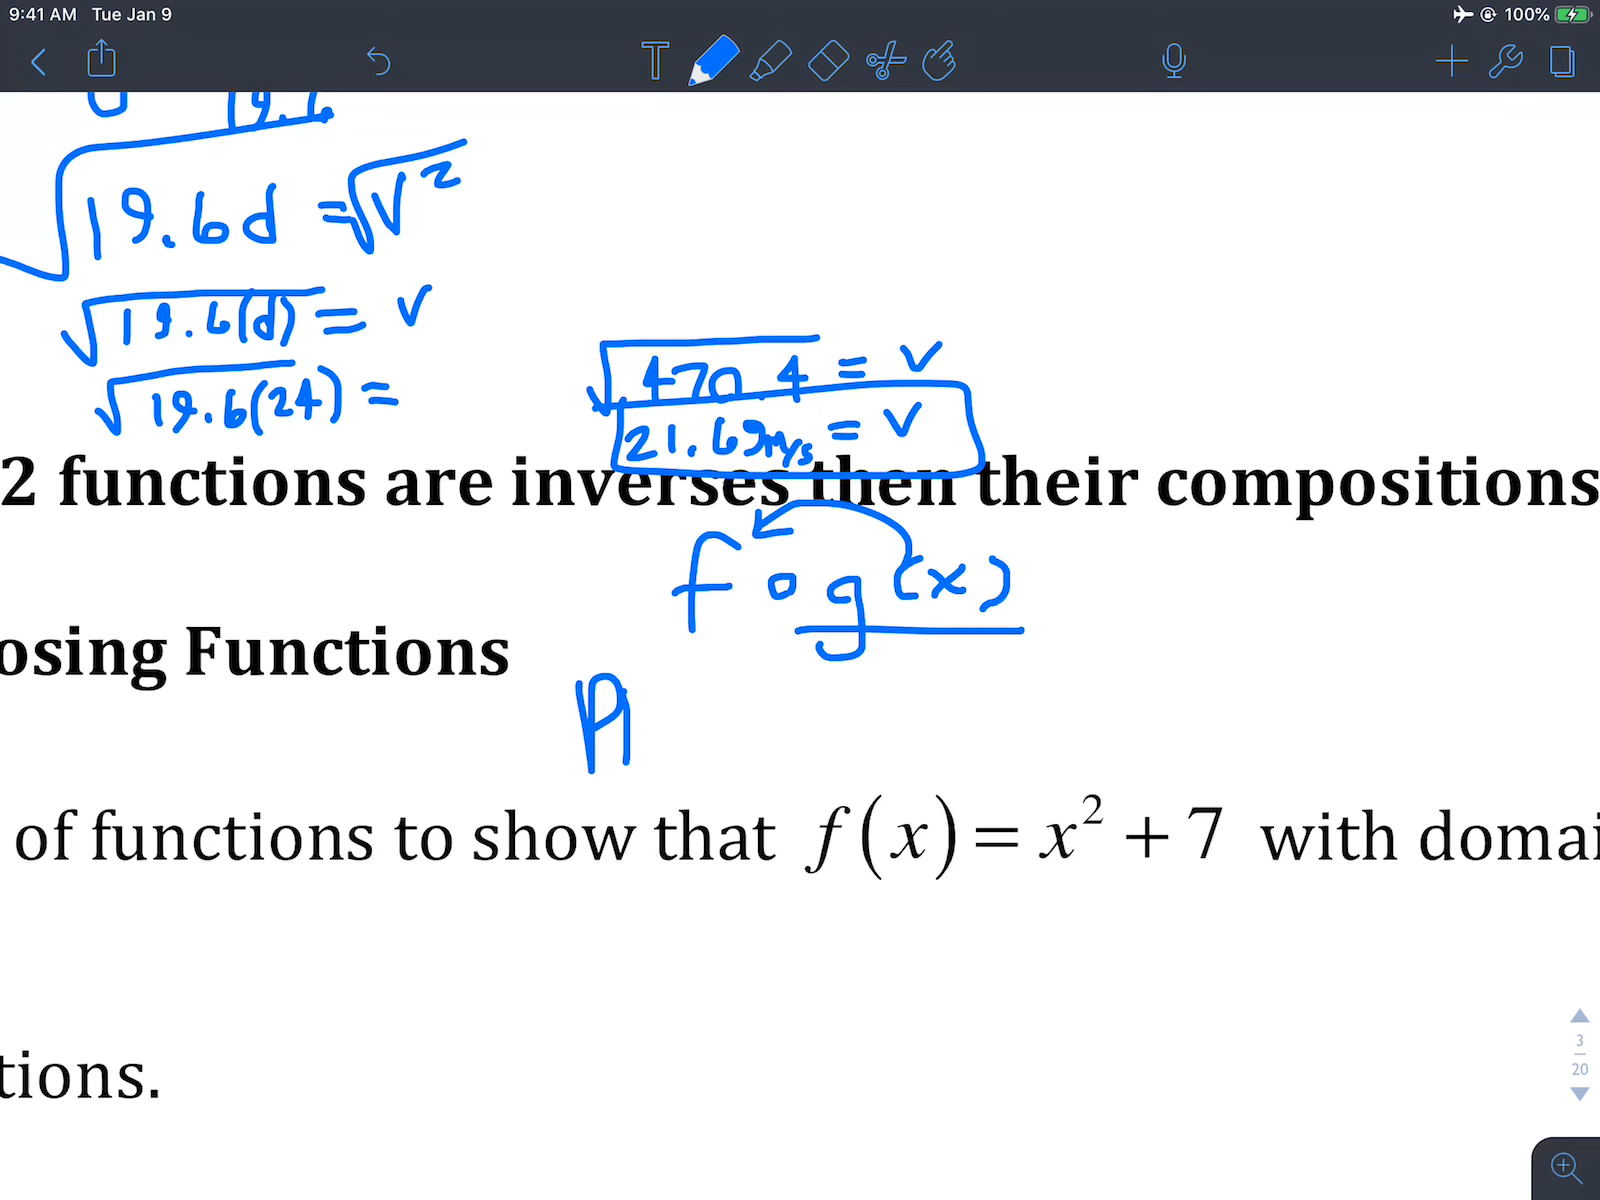 9:41 AM Tue Jan 9 100%
19.6
√19.6d = √v²
√19.6(d) = v
√19.6(24) =
√470.4 = v
21.69m/s = v
2 functions are inverses then their compositions
f o g(x)
osing Functions
of functions to show that f(x) = x² + 7 with domai
tions.
3
20